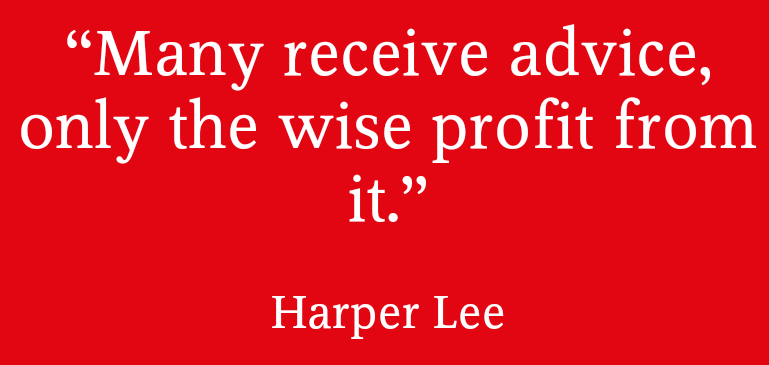 “Many receive advice,
only the wise profit from
it.”
Harper Lee